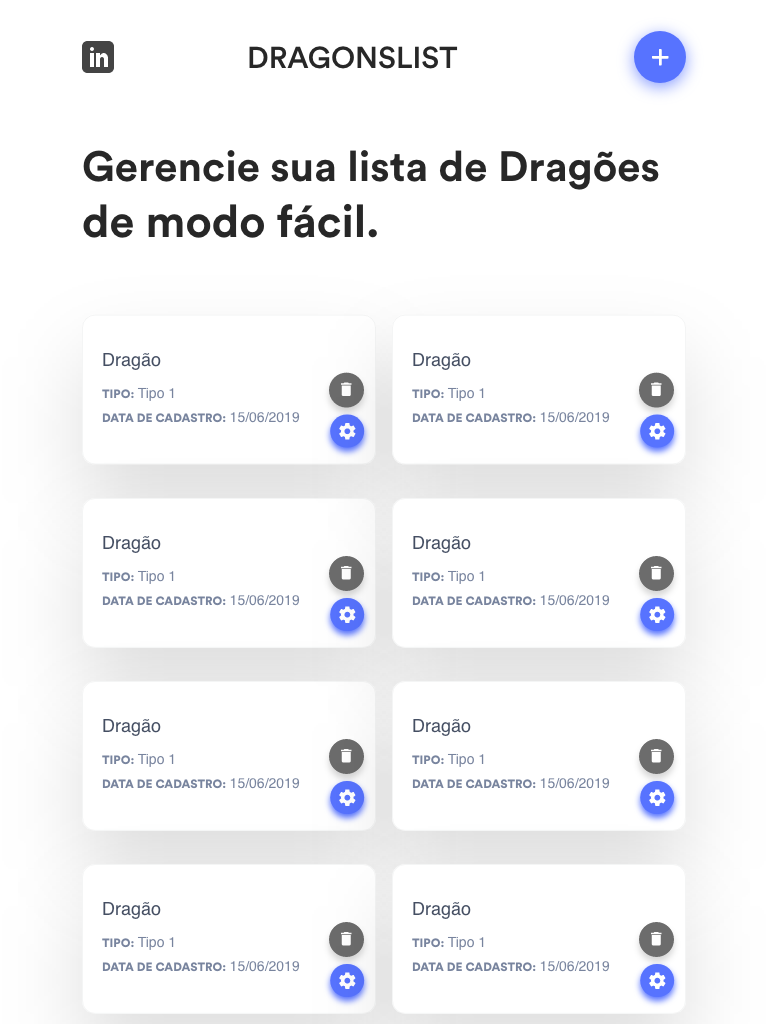 in
DRAGONSLIST
Gerencie sua lista de Dragões
de modo fácil.
Dragão
TIPO: Tipo 1
DATA DE CADASTRO: 15/06/2019
Dragão
TIPO: Tipo 1
DATA DE CADASTRO: 15/06/2019
Dragão
TIPO: Tipo 1
DATA DE CADASTRO: 15/06/2019
Dragão
TIPO: Tipo 1
DATA DE CADASTRO: 15/06/2019
Dragão
TIPO: Tipo 1
DATA DE CADASTRO: 15/06/2019
Dragão
TIPO: Tipo 1
DATA DE CADASTRO: 15/06/2019
Dragão
TIPO: Tipo 1
DATA DE CADASTRO: 15/06/2019
Dragão
TIPO: Tipo 1
DATA DE CADASTRO: 15/06/2019